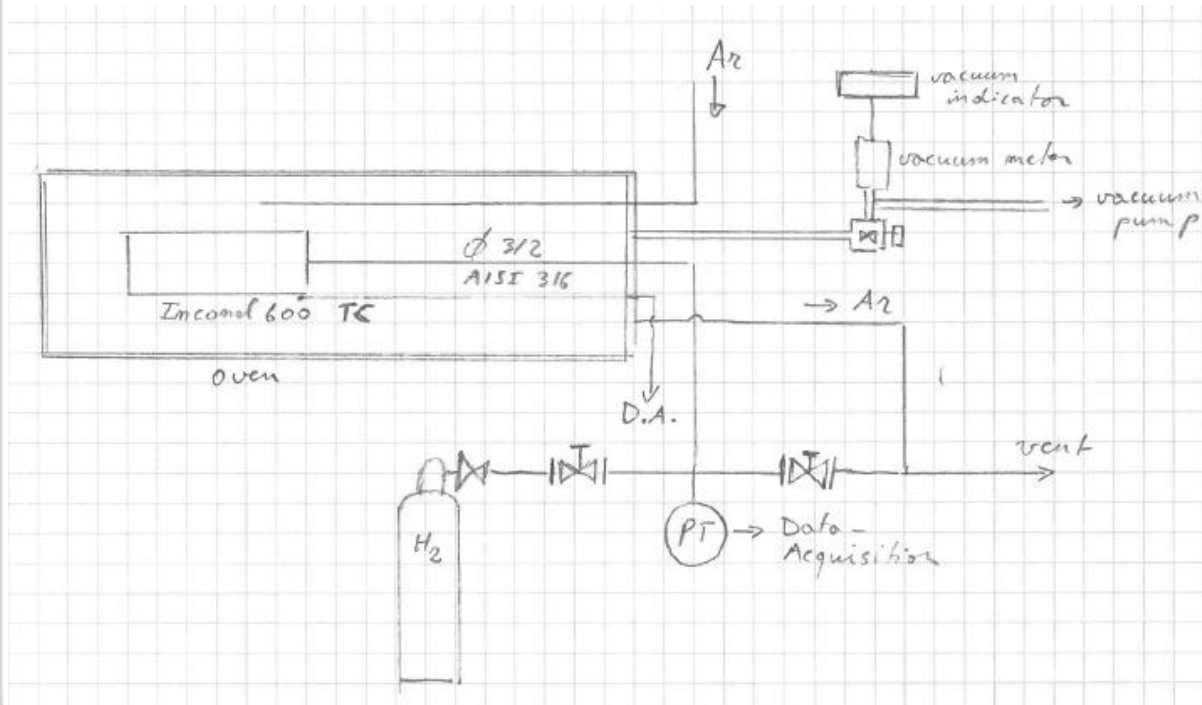 Ar
vacuum
indicator
vacuum meter
→ vacuum
pump
Ø 3/2
AISI 316
Inconel 600 TC
→ Ar
oven
D.A.
vent
H2
PT → Data-
Acquisition